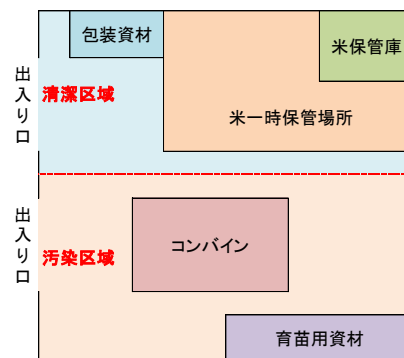 包装資材
米保管庫
出入り口
清潔区域
米一時保管場所
出入り口
汚染区域
コンバイン
育苗用資材